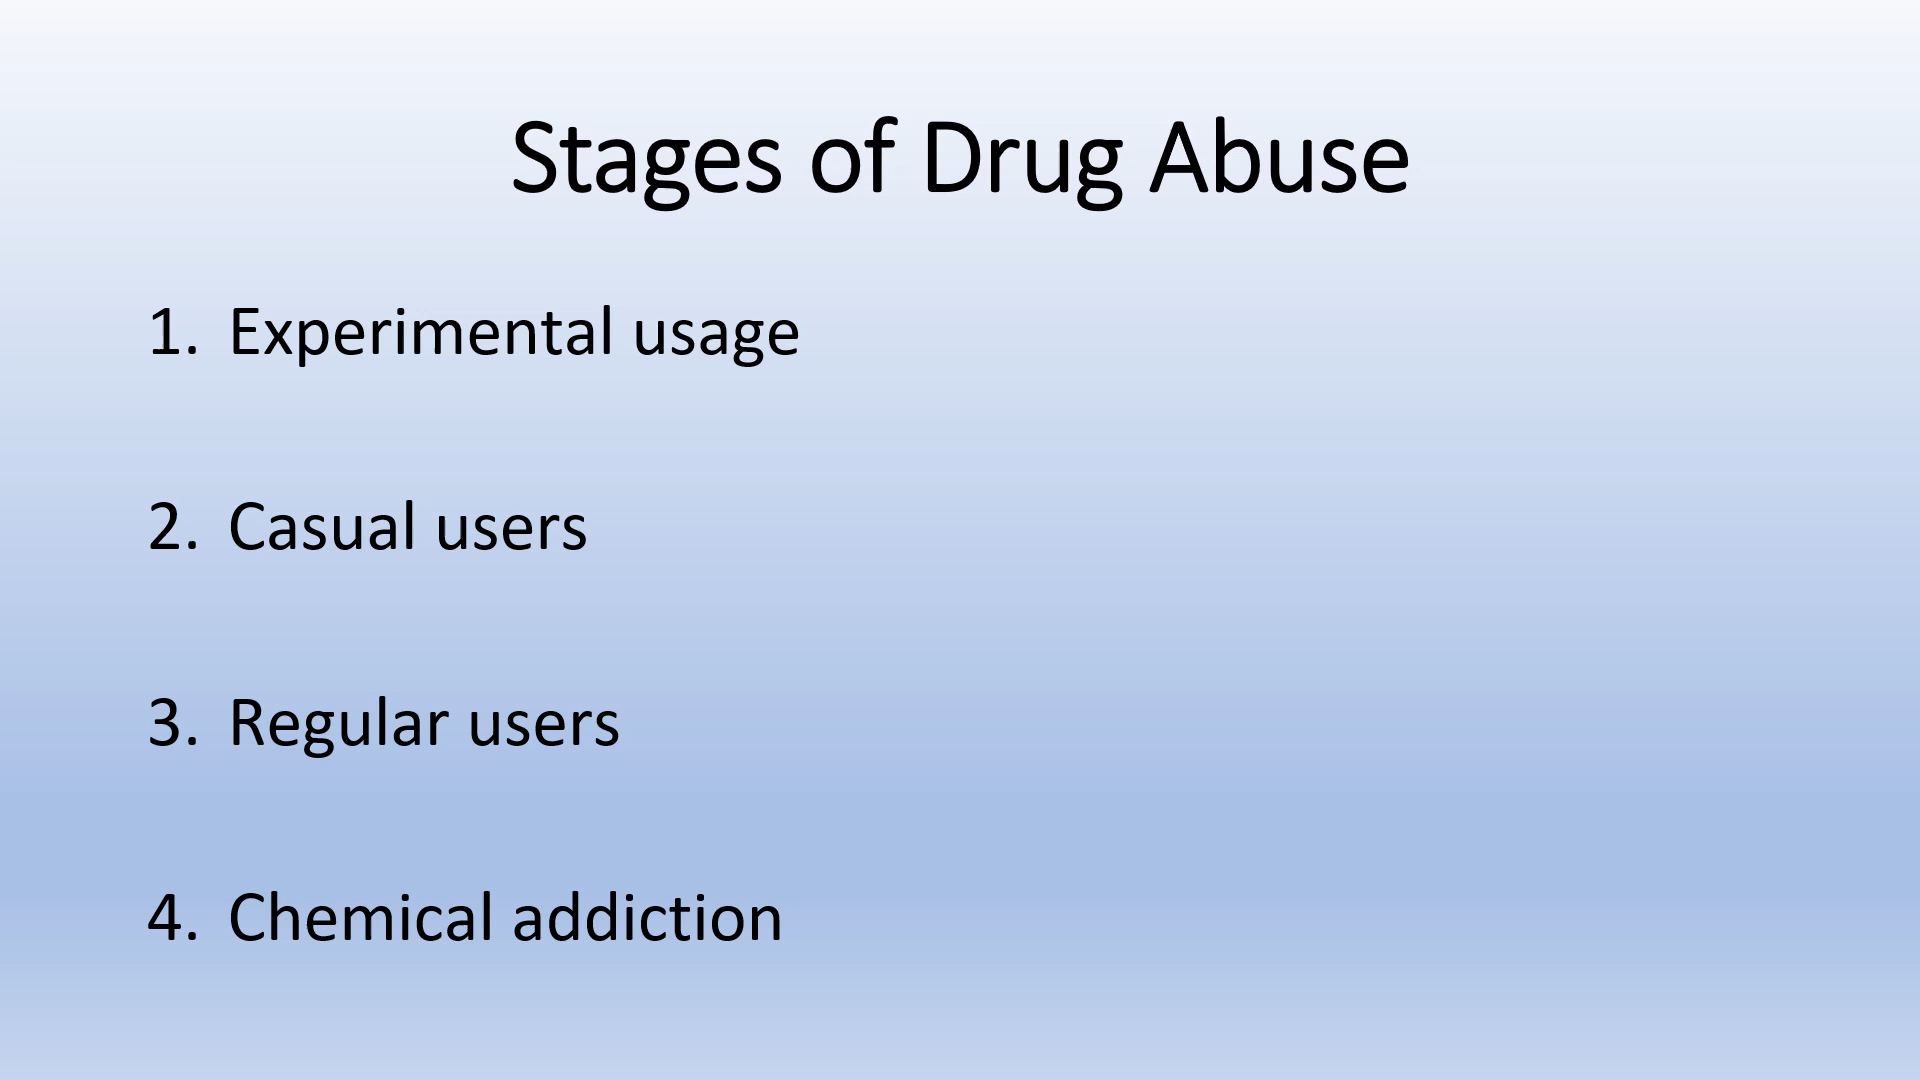 Stages of Drug Abuse
1. Experimental usage
2. Casual users
3. Regular users
4. Chemical addiction